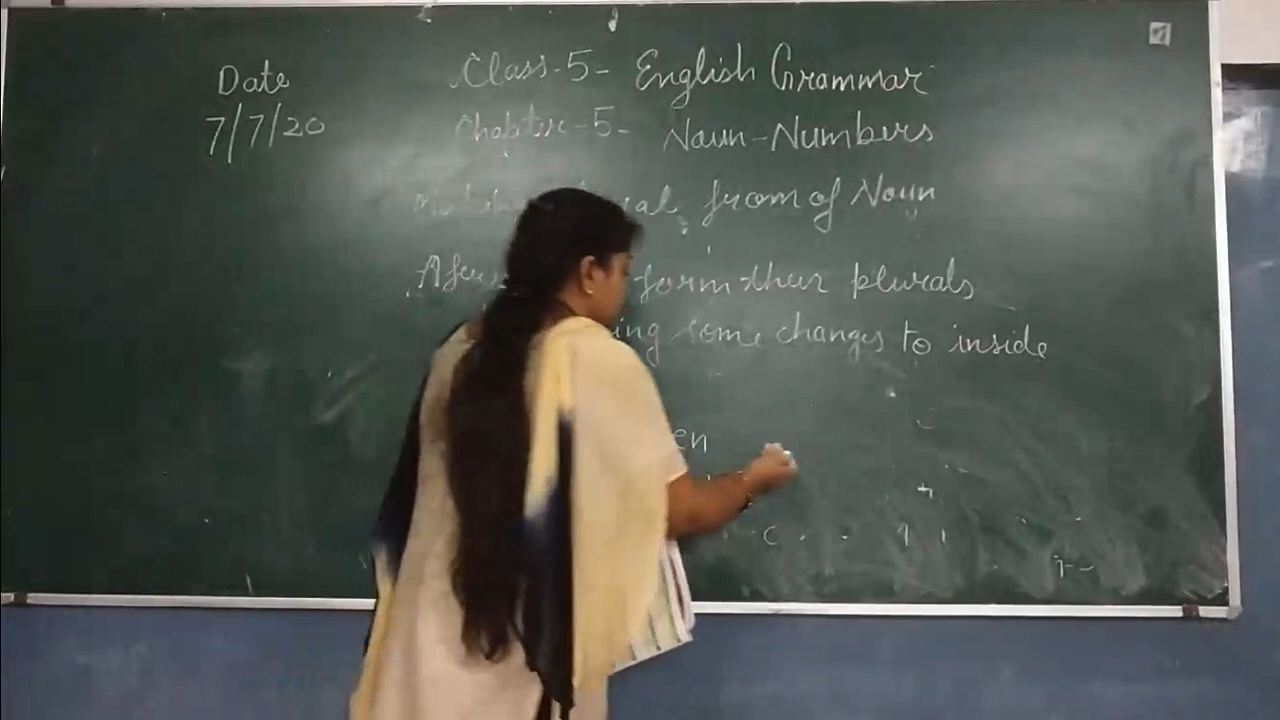 Date
7/7/20
Class-5- English Grammar
Chapter-5- Noun-Numbers
from of Noun
form their plurals
some changes to inside
en